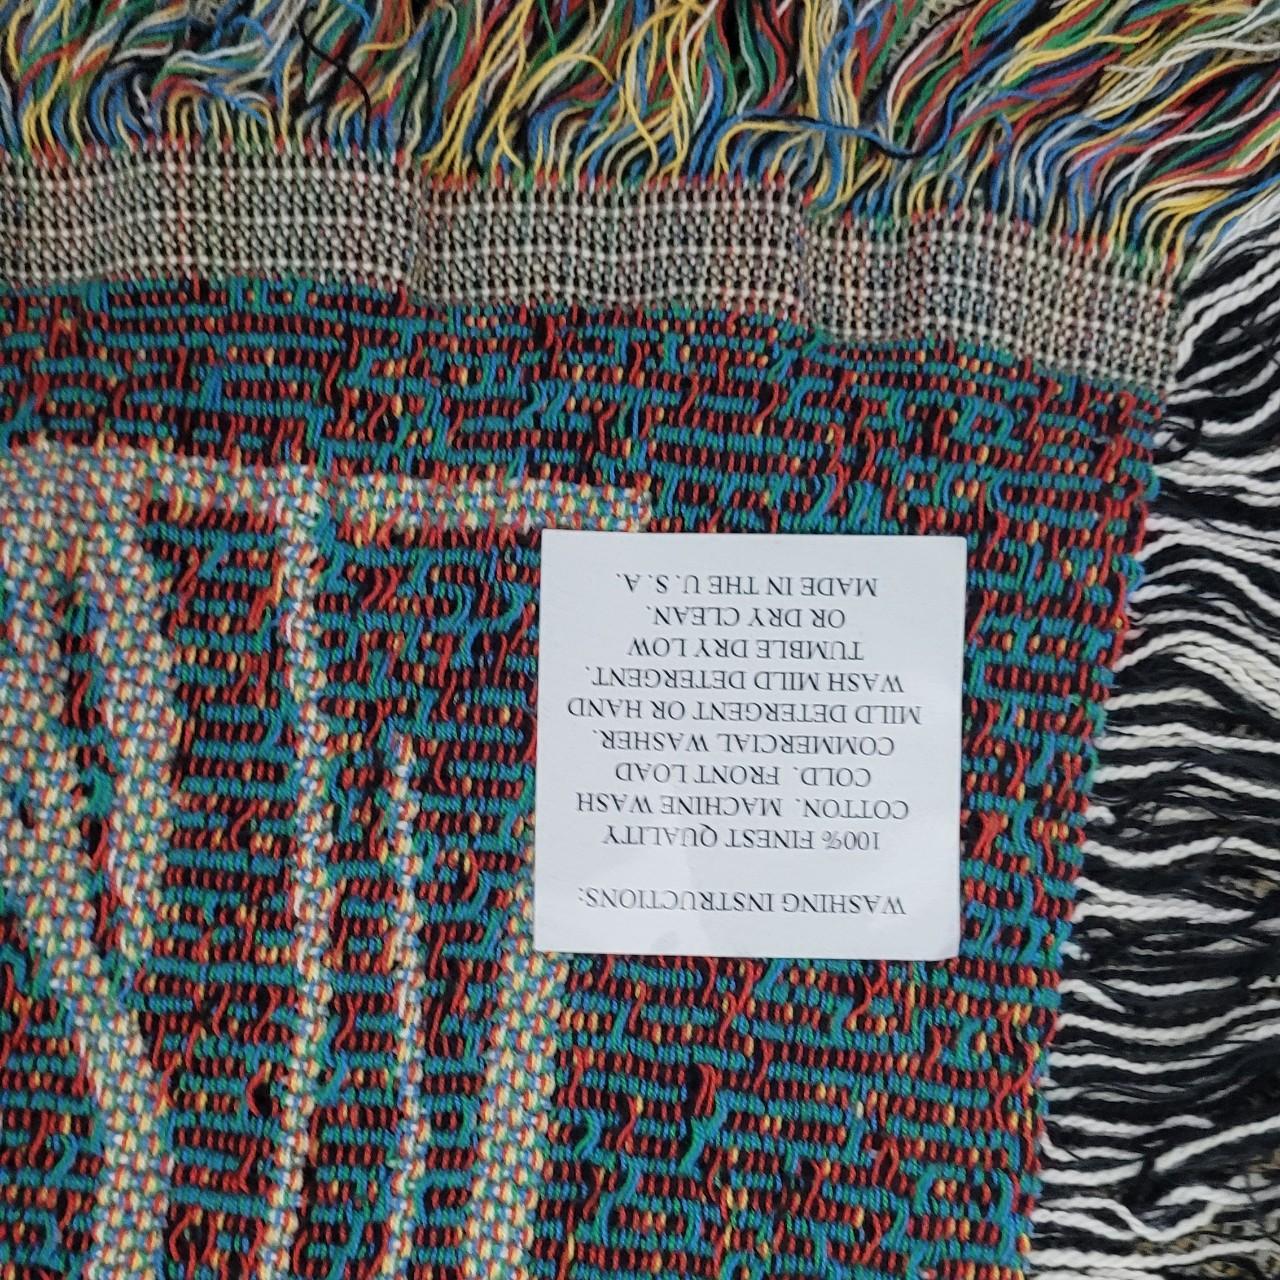 WASHING INSTRUCTIONS:
100% FINEST QUALITY
COTTON. MACHINE WASH
COLD. FRONT LOAD
COMMERCIAL WASHER.
MILD DETERGENT OR HAND
WASH MILD DETERGENT.
TUMBLE DRY LOW
OR DRY CLEAN.
MADE IN THE U.S.A.